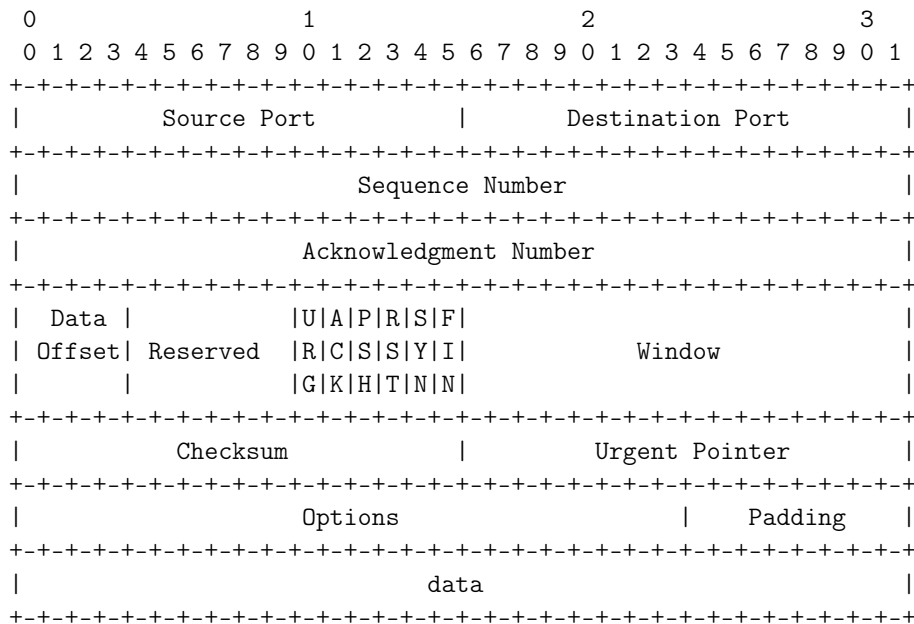 0                   1                   2                   3
0 1 2 3 4 5 6 7 8 9 0 1 2 3 4 5 6 7 8 9 0 1 2 3 4 5 6 7 8 9 0 1
+-+-+-+-+-+-+-+-+-+-+-+-+-+-+-+-+-+-+-+-+-+-+-+-+-+-+-+-+-+-+-+-+
|          Source Port          |       Destination Port        |
+-+-+-+-+-+-+-+-+-+-+-+-+-+-+-+-+-+-+-+-+-+-+-+-+-+-+-+-+-+-+-+-+
|                        Sequence Number                        |
+-+-+-+-+-+-+-+-+-+-+-+-+-+-+-+-+-+-+-+-+-+-+-+-+-+-+-+-+-+-+-+-+
|                    Acknowledgment Number                      |
+-+-+-+-+-+-+-+-+-+-+-+-+-+-+-+-+-+-+-+-+-+-+-+-+-+-+-+-+-+-+-+-+
|  Data |           |U|A|P|R|S|F|                               |
| Offset| Reserved  |R|C|S|S|Y|I|            Window             |
|       |           |G|K|H|T|N|N|                               |
+-+-+-+-+-+-+-+-+-+-+-+-+-+-+-+-+-+-+-+-+-+-+-+-+-+-+-+-+-+-+-+-+
|           Checksum            |         Urgent Pointer        |
+-+-+-+-+-+-+-+-+-+-+-+-+-+-+-+-+-+-+-+-+-+-+-+-+-+-+-+-+-+-+-+-+
|                    Options                    |    Padding    |
+-+-+-+-+-+-+-+-+-+-+-+-+-+-+-+-+-+-+-+-+-+-+-+-+-+-+-+-+-+-+-+-+
|                             data                              |
+-+-+-+-+-+-+-+-+-+-+-+-+-+-+-+-+-+-+-+-+-+-+-+-+-+-+-+-+-+-+-+-+